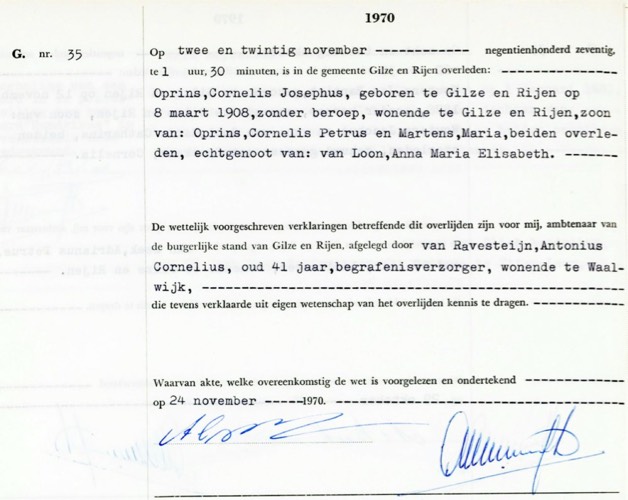 1970
G. nr. 35
Op twee en twintig november ------------ negentienhonderd zeventig,
te 1 uur, 30 minuten, is in de gemeente Gilze en Rijen overleden: ---------------
Oprins,Cornelis Josephus, geboren te Gilze en Rijen op
8 maart 1908,zonder beroep, wonende te Gilze en Rijen,zoon
van: Oprins,Cornelis Petrus en Martens,Maria,beiden overle-
den, echtgenoot van: van Loon,Anna Maria Elisabeth. -------
De wettelijk voorgeschreven verklaringen betreffende dit overlijden zijn voor mij, ambtenaar van
de burgerlijke stand van Gilze en Rijen, afgelegd door van Ravesteijn,Antonius
Cornelius, oud 41 jaar,begrafenisverzorger, wonende te Waal-
wijk, ------------------------------------------------------
die tevens verklaarde uit eigen wetenschap van het overlijden kennis te dragen. ------------
Waarvan akte, welke overeenkomstig de wet is voorgelezen en ondertekend -------------
op 24 november ------1970. --------------------------------------